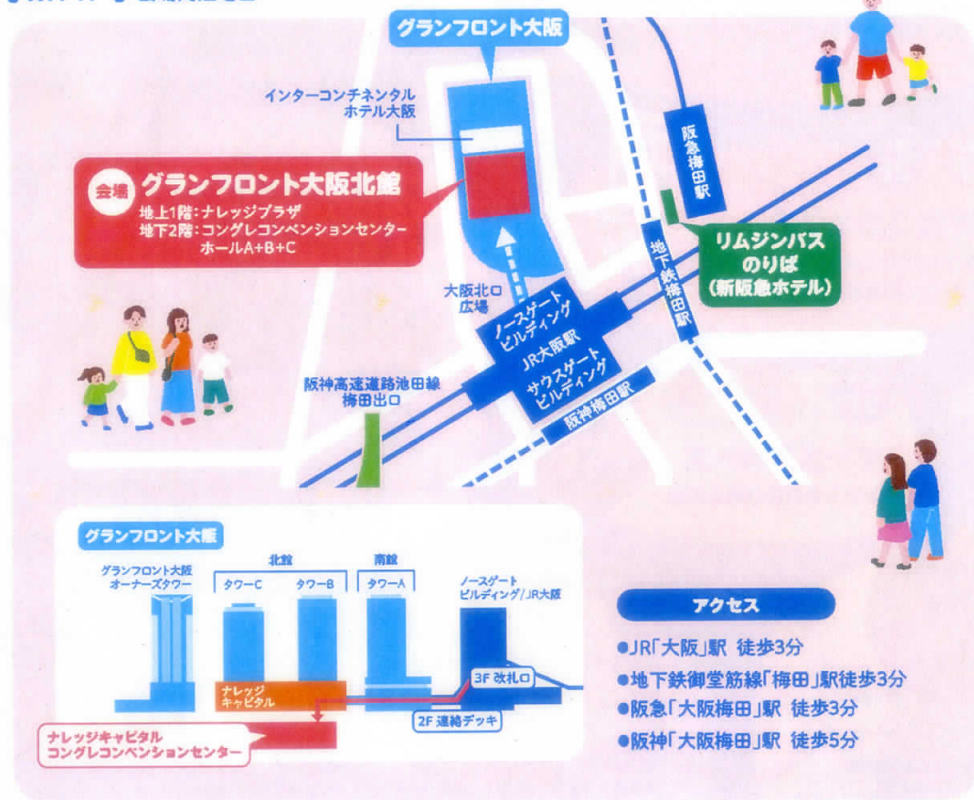 グランフロント大阪
インターコンチネンタル
ホテル大阪
会場
グランフロント大阪北館
地上1階:ナレッジプラザ
地下2階:コングレコンベンションセンター
ホールA+B+C
阪急梅田駅
リムジンバス
のりば
(新阪急ホテル)
地下鉄梅田駅
大阪北口
広場
ノースゲート
ビルディング
JR大阪駅
サウスゲート
ビルディング
阪神梅田駅
阪神高速道路池田線
梅田出口
グランフロント大阪
グランフロント大阪
オーナーズタワー
北館
南館
タワーC
タワーB
タワーA
ノースゲート
ビルディング/JR大阪
ナレッジ
キャピタル
3F 改札口
2F 連絡デッキ
ナレッジキャピタル
コングレコンベンションセンター
アクセス
●JR「大阪」駅 徒歩3分
●地下鉄御堂筋線「梅田」駅徒歩3分
●阪急「大阪梅田」駅 徒歩3分
●阪神「大阪梅田」駅 徒歩5分